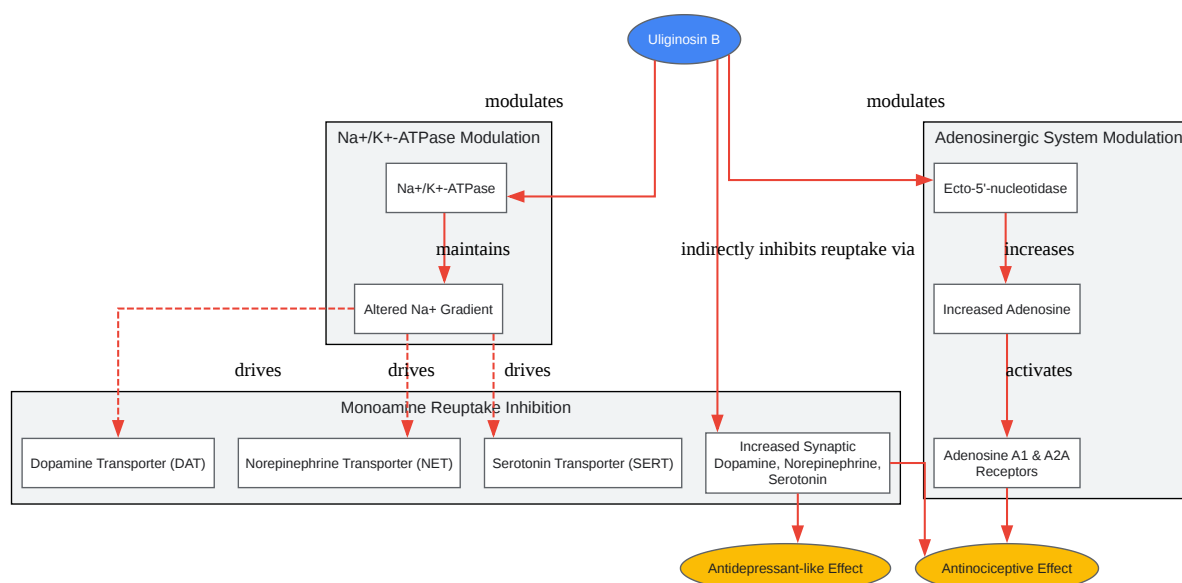 Uliginosin B
modulates
modulates
Na+/K+-ATPase Modulation
Adenosinergic System Modulation
Na+/K+-ATPase
Ecto-5'-nucleotidase
maintains
indirectly inhibits reuptake via
increases
Altered Na+ Gradient
Increased Adenosine
drives
drives
drives
activates
Monoamine Reuptake Inhibition
Dopamine Transporter (DAT)
Norepinephrine Transporter (NET)
Serotonin Transporter (SERT)
Increased Synaptic
Dopamine, Norepinephrine,
Serotonin
Adenosine A1 & A2A
Receptors
Antidepressant-like Effect
Antinociceptive Effect